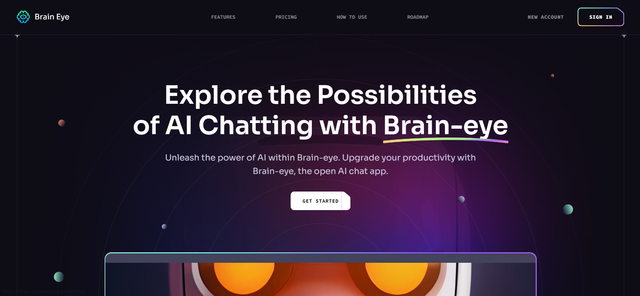 Brain Eye
FEATURES
PRICING
HOW TO USE
ROADMAP
NEW ACCOUNT
SIGN IN
Explore the Possibilities
of AI Chatting with Brain-eye
Unleash the power of AI within Brain-eye. Upgrade your productivity with
Brain-eye, the open AI chat app.
GET STARTED